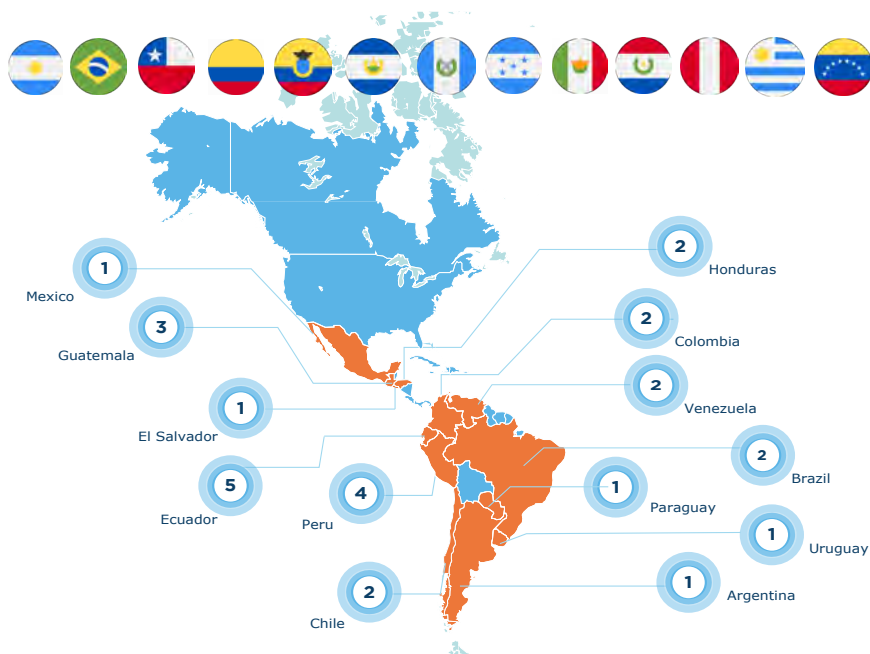 2
Honduras
1
Mexico
3
Guatemala
2
Colombia
2
Venezuela
1
El Salvador
2
Brazil
5
Ecuador
4
Peru
1
Paraguay
1
Uruguay
1
Argentina
2
Chile